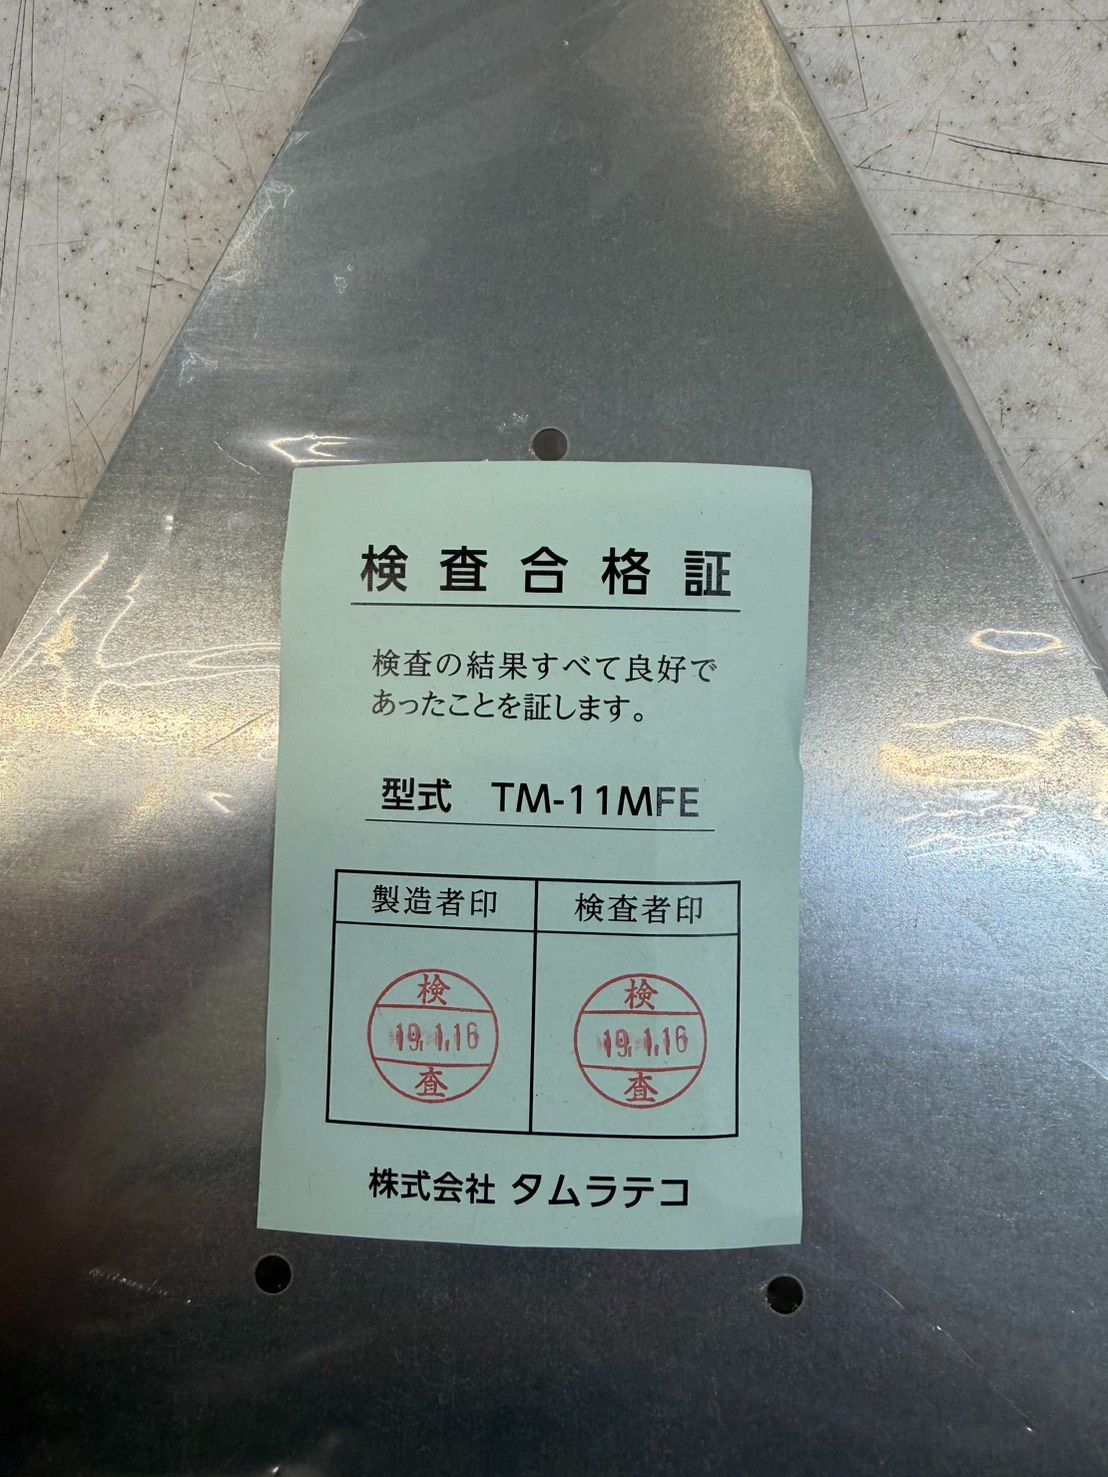 検査合格証
検査の結果すべて良好で
あったことを証します。
型式 TM-11MFE
製造者印 検査者印
検 検
19.1.16 19.1.16
査 査
株式会社 タムラテコ